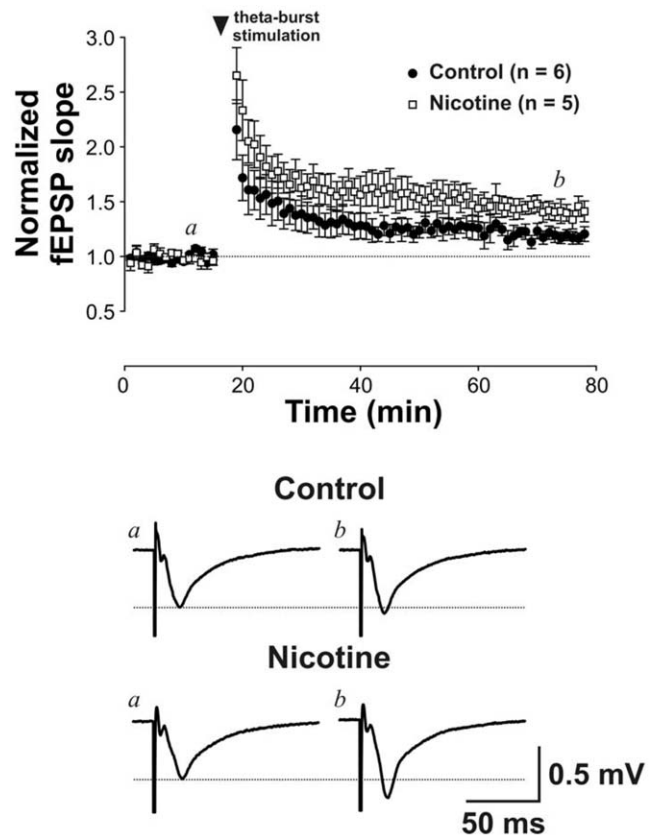 theta-burst
stimulation
3.0
2.5
2.0
1.5
1.0
0.5
Normalized
fEPSP slope
Control (n = 6)
Nicotine (n = 5)
a
b
0
20
40
60
80
Time (min)
Control
a
b
Nicotine
a
b
0.5 mV
50 ms